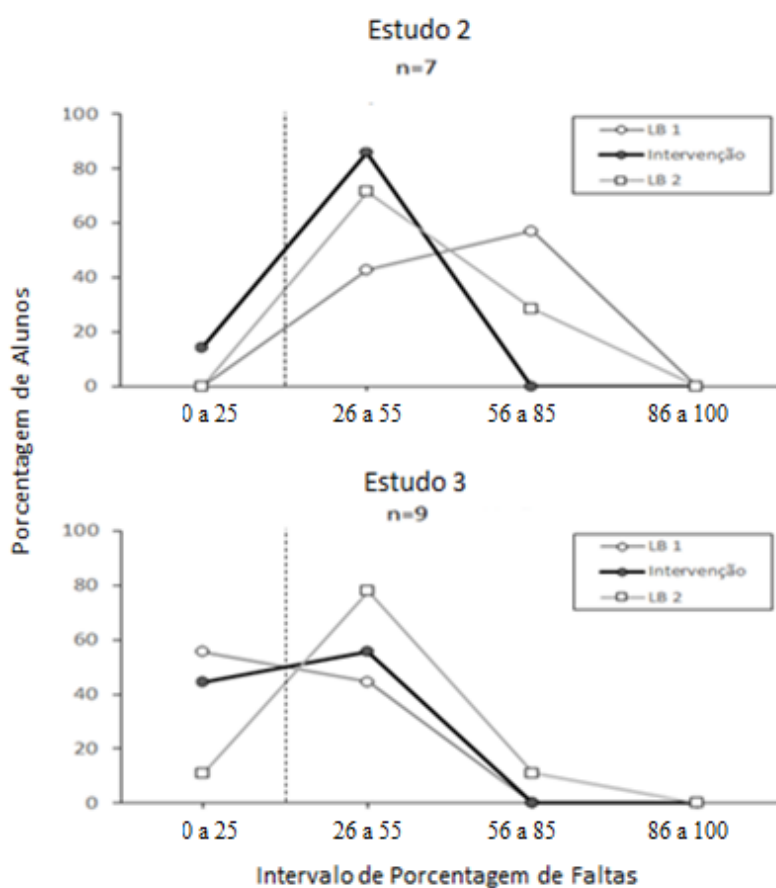 Estudo 2
n=7
100
80
60
40
20
0
LB 1
Intervenção
LB 2
0 a 25 26 a 55 56 a 85 86 a 100
Porcentagem de Alunos
Estudo 3
n=9
100
80
60
40
20
0
LB 1
Intervenção
LB 2
0 a 25 26 a 55 56 a 85 86 a 100
Intervalo de Porcentagem de Faltas